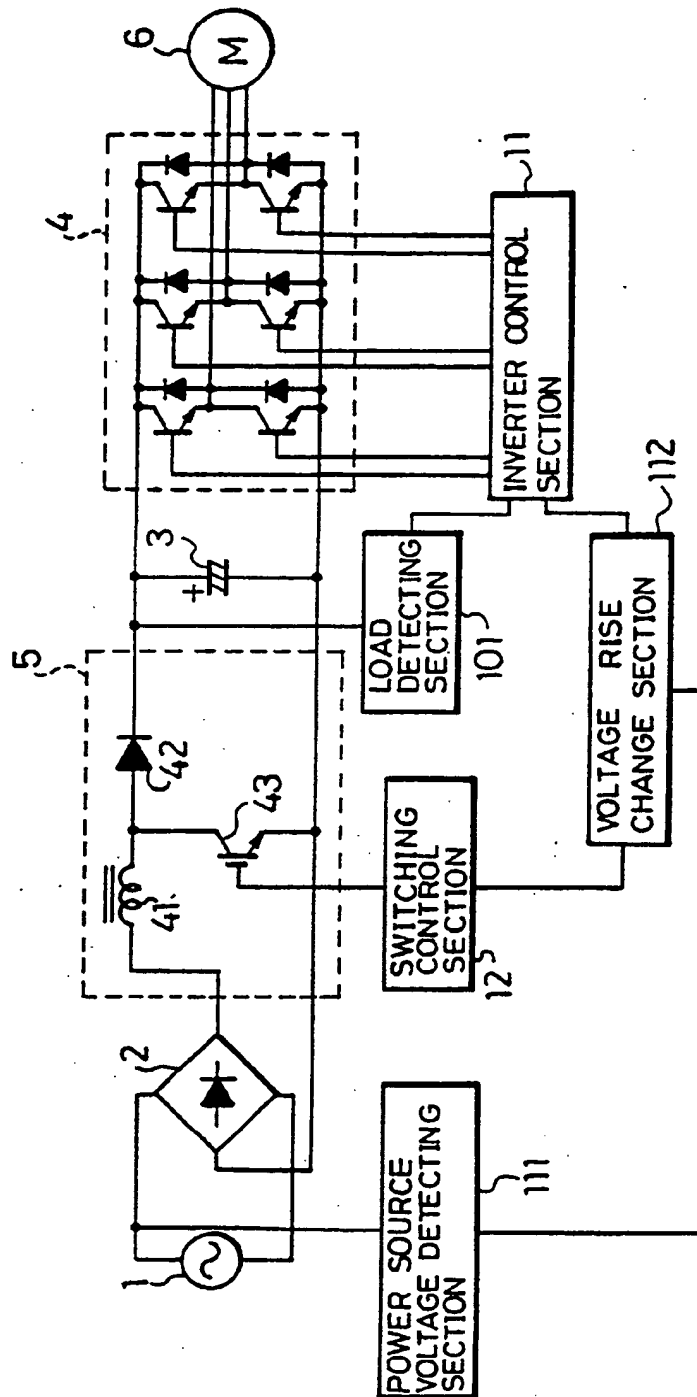 1
2
5
41
42
43
3
+
4
6
M
POWER SOURCE
VOLTAGE DETECTING
SECTION
111
SWITCHING
CONTROL
SECTION
12
LOAD
DETECTING
SECTION
101
VOLTAGE RISE
CHANGE SECTION
112
INVERTER CONTROL
SECTION
11